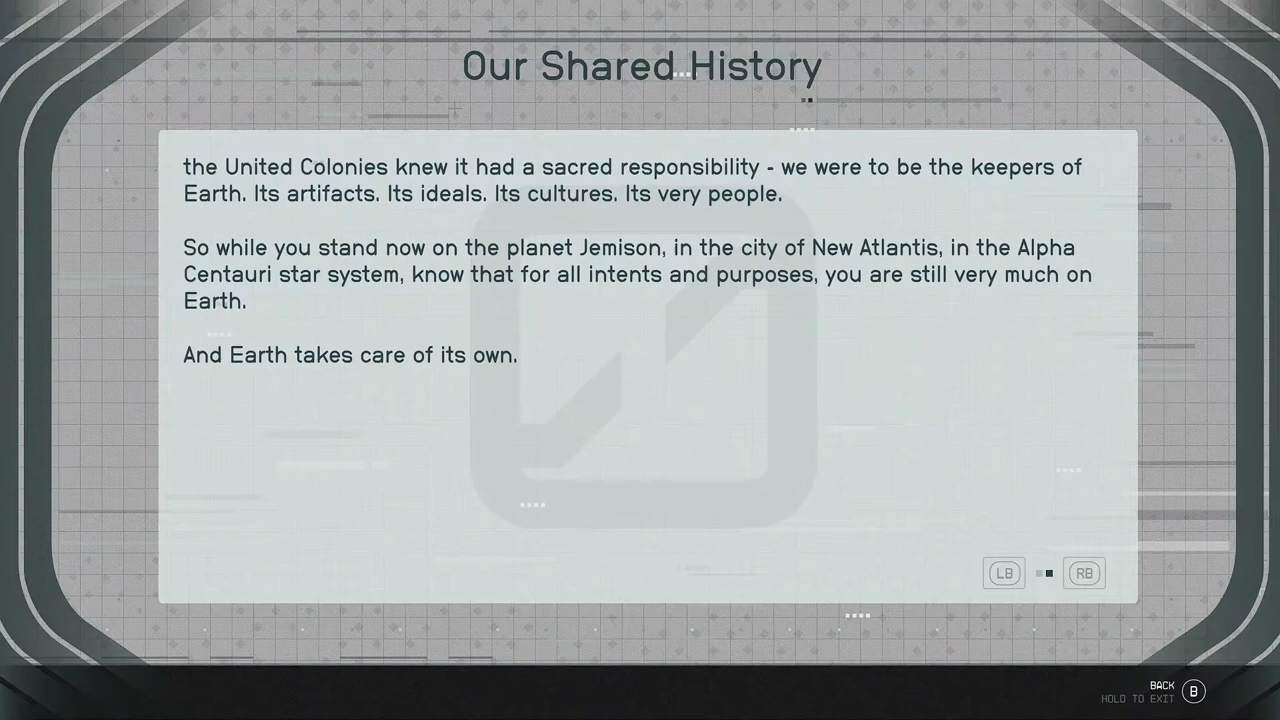 Our Shared History
the United Colonies knew it had a sacred responsibility - we were to be the keepers of
Earth. Its artifacts. Its ideals. Its cultures. Its very people.
So while you stand now on the planet Jemison, in the city of New Atlantis, in the Alpha
Centauri star system, know that for all intents and purposes, you are still very much on
Earth.
And Earth takes care of its own.
LB RB
BACK B
HOLD TO EXIT